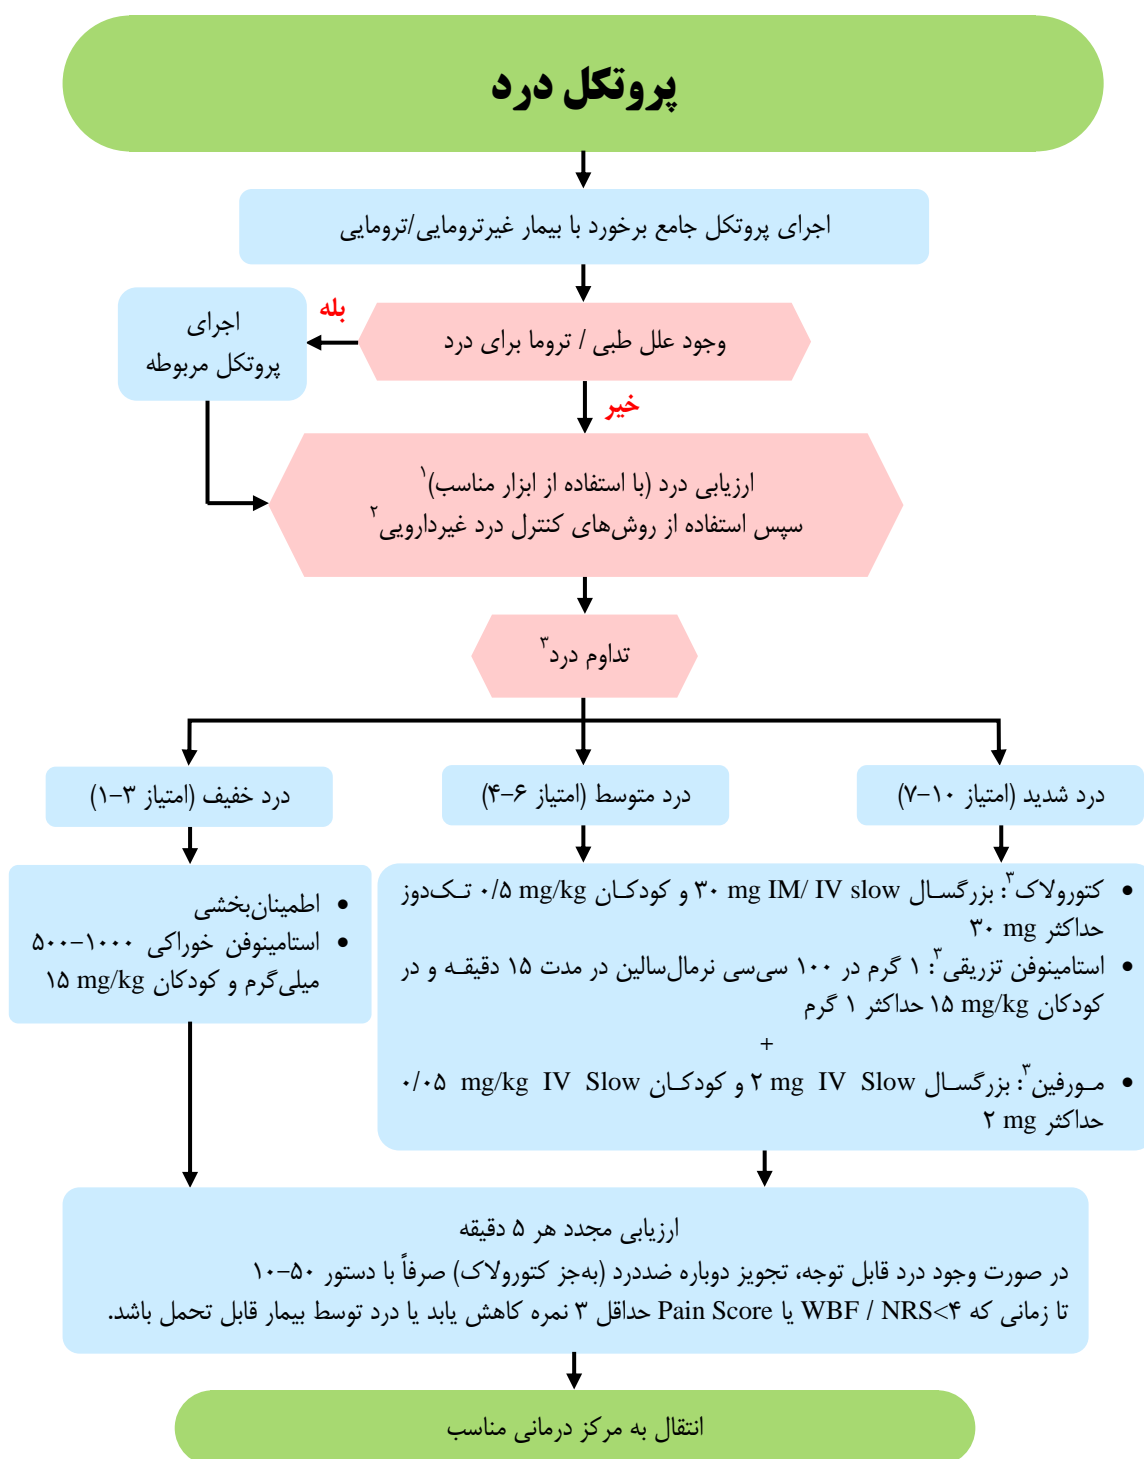 پروتکل درد
اجرای پروتکل جامع برخورد با بیمار غیرترومایی/ترومایی
وجود علل طبی / تروما برای درد
بله
اجرای
پروتکل مربوطه
خیر
ارزیابی درد (با استفاده از ابزار مناسب)۱
سپس استفاده از روش‌های کنترل درد غیردارویی۲
تداوم درد۳
درد شدید (امتیاز ۱۰–۷)
درد متوسط (امتیاز ۶–۴)
درد خفیف (امتیاز ۳–۱)
• کتورولاک۳: بزرگسال ۳۰ mg IM/ IV slow و کودکان ۰/۵ mg/kg تک‌دوز
حداکثر ۳۰ mg
• استامینوفن تزریقی۳: ۱ گرم در ۱۰۰ سی‌سی نرمال‌سالین در مدت ۱۵ دقیقه و در
کودکان ۱۵ mg/kg حداکثر ۱ گرم
+
• مورفین۳: بزرگسال ۲ mg IV Slow و کودکان ۰/۰۵ mg/kg IV Slow
حداکثر ۲ mg
• اطمینان‌بخشی
• استامینوفن خوراکی ۱۰۰۰–۵۰۰
میلی‌گرم و کودکان ۱۵ mg/kg
ارزیابی مجدد هر ۵ دقیقه
در صورت وجود درد قابل توجه، تجویز دوباره ضددرد (به‌جز کتورولاک) صرفاً با دستور ۵۰–۱۰
تا زمانی که WBF / NRS<۴ یا Pain Score حداقل ۳ نمره کاهش یابد یا درد توسط بیمار قابل تحمل باشد.
انتقال به مرکز درمانی مناسب